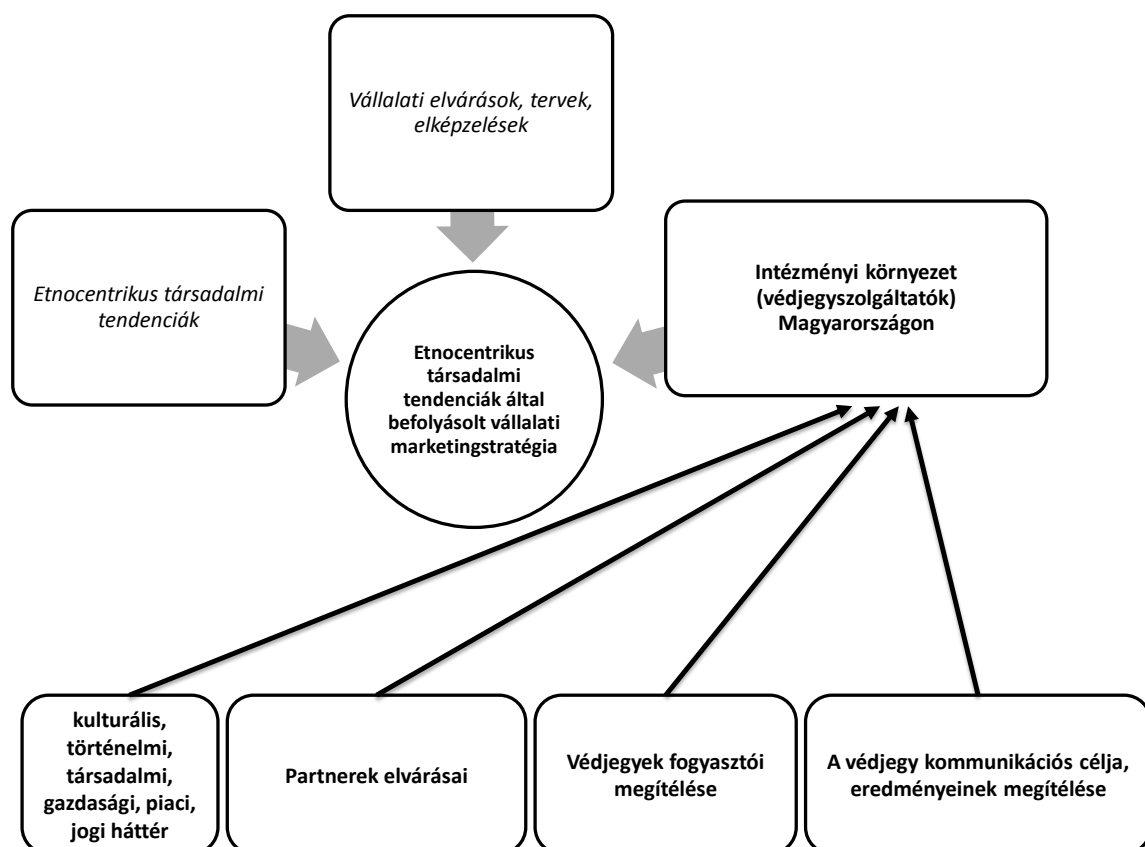 Vállalati elvárások, tervek,
elképzelések
Etnocentrikus társadalmi
tendenciák
Intézményi környezet
(védjegyszolgáltatók)
Magyarországon
Etnocentrikus
társadalmi
tendenciák által
befolyásolt vállalati
marketingstratégia
kulturális,
történelmi,
társadalmi,
gazdasági, piaci,
jogi háttér
Partnerek elvárásai
Védjegyek fogyasztói
megítélése
A védjegy kommunikációs célja,
eredményeinek megítélése